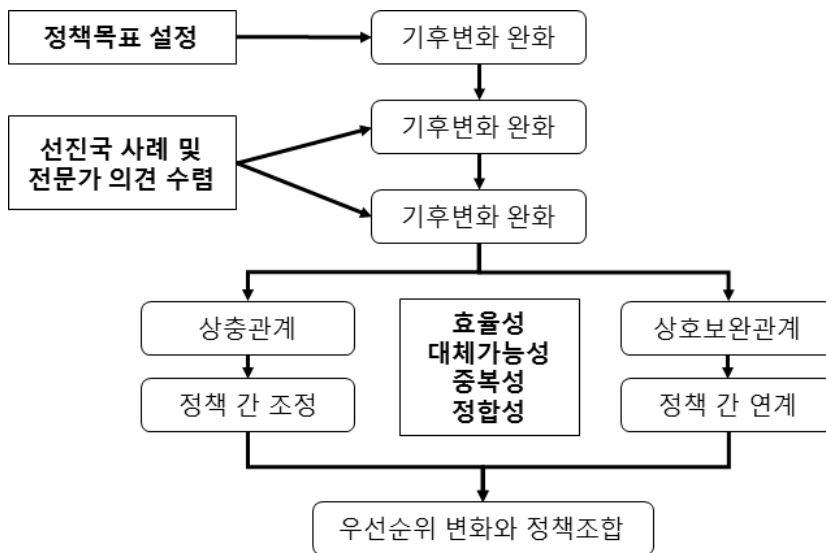 정책목표 설정
기후변화 완화
선진국 사례 및
전문가 의견 수렴
기후변화 완화
기후변화 완화
상충관계
효율성
대체가능성
중복성
정합성
상호보완관계
정책 간 조정
정책 간 연계
우선순위 변화와 정책조합